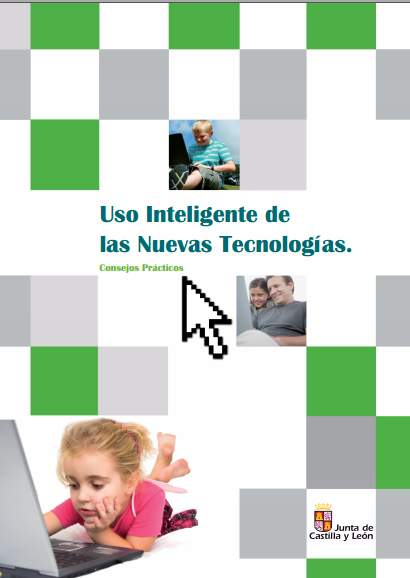 Uso Inteligente de
las Nuevas Tecnologías.
Consejos Prácticos
Junta de
Castilla y León